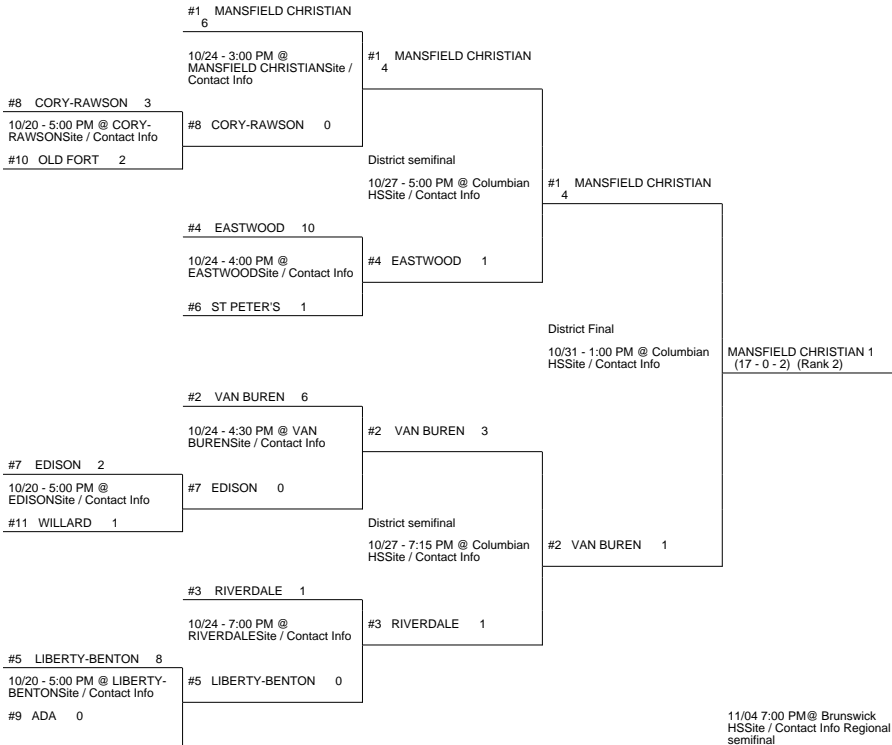 #1 MANSFIELD CHRISTIAN
6
10/24 - 3:00 PM @
MANSFIELD CHRISTIANSite /
Contact Info
#1 MANSFIELD CHRISTIAN
4
#8 CORY-RAWSON 3
10/20 - 5:00 PM @ CORY-
RAWSONSite / Contact Info
#8 CORY-RAWSON 0
#10 OLD FORT 2
District semifinal
10/27 - 5:00 PM @ Columbian
HSSite / Contact Info
#1 MANSFIELD CHRISTIAN
4
#4 EASTWOOD 10
10/24 - 4:00 PM @
EASTWOODSite / Contact Info
#4 EASTWOOD 1
#6 ST PETER'S 1
District Final
10/31 - 1:00 PM @ Columbian
HSSite / Contact Info
MANSFIELD CHRISTIAN 1
(17 - 0 - 2) (Rank 2)
#2 VAN BUREN 6
10/24 - 4:30 PM @ VAN
BURENSite / Contact Info
#2 VAN BUREN 3
#7 EDISON 2
10/20 - 5:00 PM @
EDISONSite / Contact Info
#7 EDISON 0
#11 WILLARD 1
District semifinal
10/27 - 7:15 PM @ Columbian
HSSite / Contact Info
#2 VAN BUREN 1
#3 RIVERDALE 1
10/24 - 7:00 PM @
RIVERDALESite / Contact Info
#3 RIVERDALE 1
#5 LIBERTY-BENTON 8
10/20 - 5:00 PM @ LIBERTY-
BENTONSite / Contact Info
#5 LIBERTY-BENTON 0
#9 ADA 0
11/04 7:00 PM@ Brunswick
HSSite / Contact Info Regional
semifinal